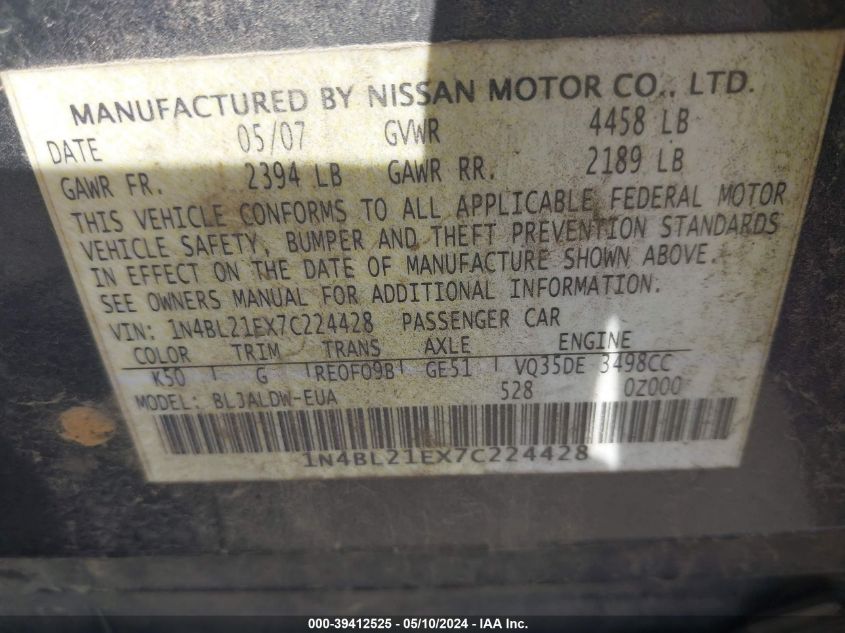 MANUFACTURED BY NISSAN MOTOR CO., LTD.
DATE 05/07 GVWR 4458 LB
GAWR FR. 2394 LB GAWR RR. 2189 LB
THIS VEHICLE CONFORMS TO ALL APPLICABLE FEDERAL MOTOR
VEHICLE SAFETY, BUMPER AND THEFT PREVENTION STANDARDS
IN EFFECT ON THE DATE OF MANUFACTURE SHOWN ABOVE.
SEE OWNERS MANUAL FOR ADDITIONAL INFORMATION.
VIN: 1N4BL21EX7C224428 PASSENGER CAR
COLOR TRIM TRANS AXLE ENGINE
K50 G RE0F09B GE51 VQ35DE 3498CC
MODEL: BLJALDW-EUA 528 0Z000
1N4BL21EX7C224428
000-39412525 - 05/10/2024 - IAA Inc.